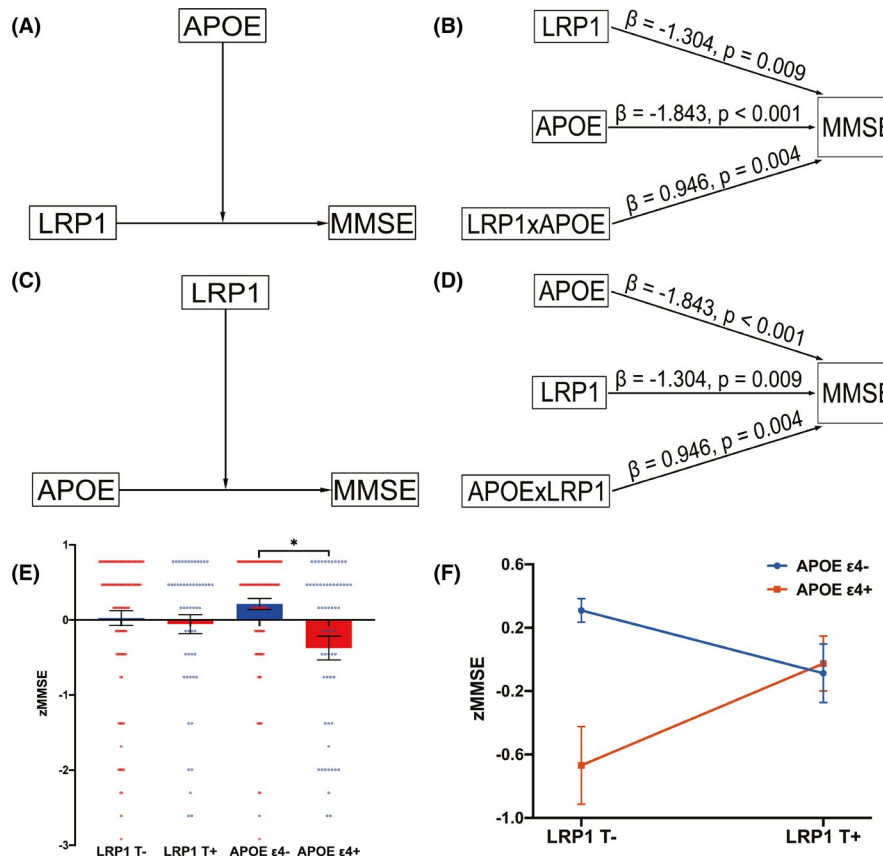 (A)
APOE
LRP1
MMSE
(B)
LRP1
β = -1.304, p = 0.009
APOE
β = -1.843, p < 0.001
MMSE
LRP1xAPOE
β = 0.946, p = 0.004
(C)
LRP1
APOE
MMSE
(D)
APOE
β = -1.843, p < 0.001
LRP1
β = -1.304, p = 0.009
MMSE
APOExLRP1
β = 0.946, p = 0.004
(E)
1
0
-1
-2
-3
zMMSE
*
LRP1 T- LRP1 T+ APOE ε4- APOE ε4+
(F)
0.6
0.2
-0.2
-0.6
-1.0
zMMSE
APOE ε4-
APOE ε4+
LRP1 T- LRP1 T+